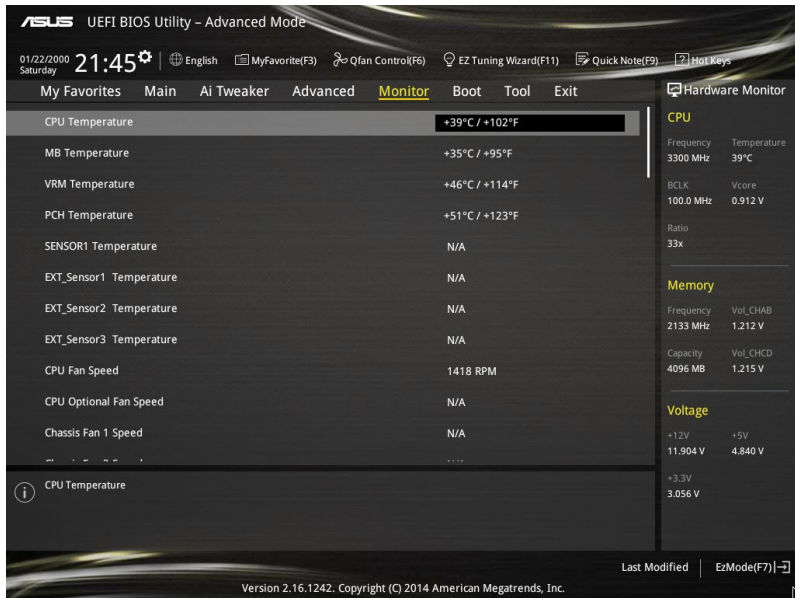 ASUS UEFI BIOS Utility – Advanced Mode
01/22/2000 Saturday 21:45 English MyFavorite(F3) Qfan Control(F6) EZ Tuning Wizard(F11) Quick Note(F9) ? Hot Keys
My Favorites Main Ai Tweaker Advanced Monitor Boot Tool Exit
CPU Temperature +39°C / +102°F
MB Temperature +35°C / +95°F
VRM Temperature +46°C / +114°F
PCH Temperature +51°C / +123°F
SENSOR1 Temperature N/A
EXT_Sensor1 Temperature N/A
EXT_Sensor2 Temperature N/A
EXT_Sensor3 Temperature N/A
CPU Fan Speed 1418 RPM
CPU Optional Fan Speed N/A
Chassis Fan 1 Speed N/A
CPU Temperature
Hardware Monitor
CPU
Frequency Temperature
3300 MHz 39°C
BCLK Vcore
100.0 MHz 0.912 V
Ratio
33x
Memory
Frequency Vol_CHAB
2133 MHz 1.212 V
Capacity Vol_CHCD
4096 MB 1.215 V
Voltage
+12V +5V
11.904 V 4.840 V
+3.3V
3.056 V
Last Modified EzMode(F7)
Version 2.16.1242. Copyright (C) 2014 American Megatrends, Inc.